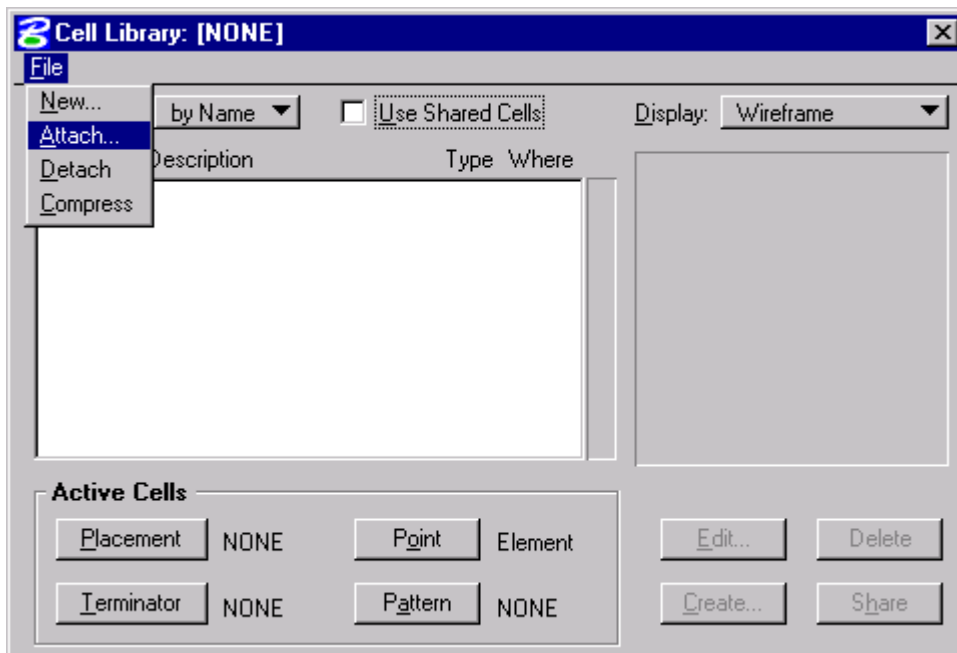 Cell Library: [NONE]
File
New...
Attach...
Detach
Compress
by Name Use Shared Cells Display: Wireframe
Description Type Where
Active Cells
Placement NONE Point Element Edit... Delete
Terminator NONE Pattern NONE Create... Share